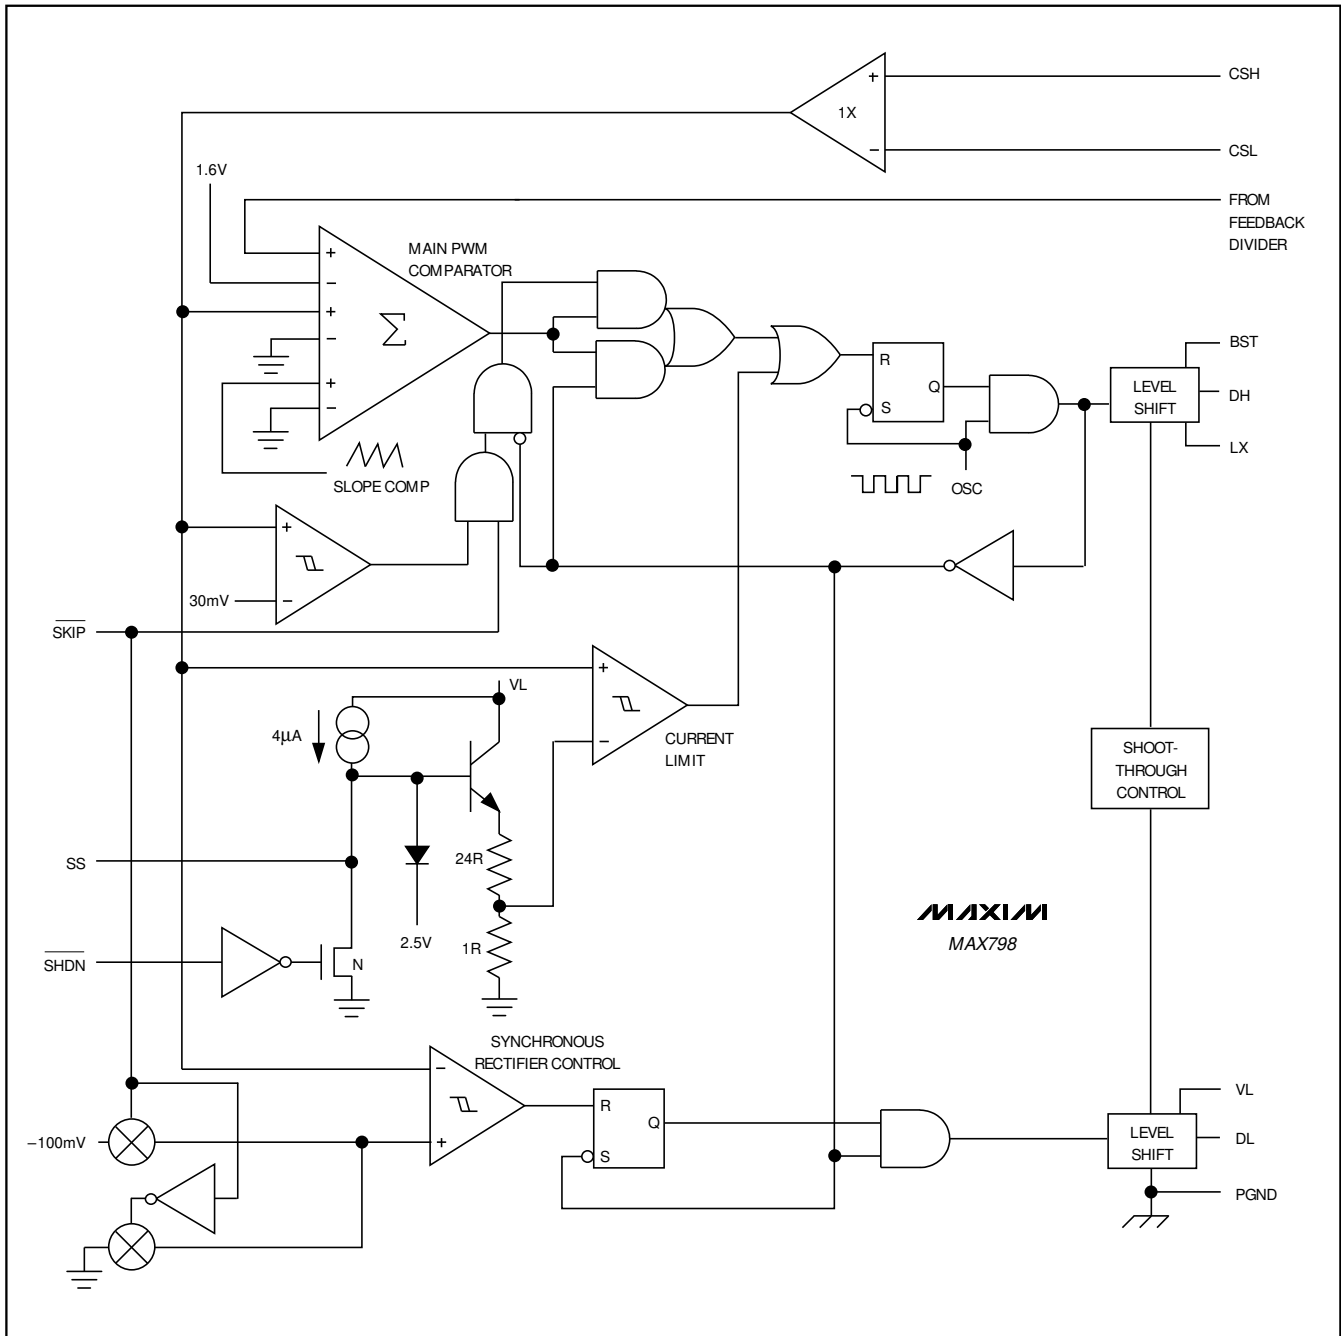 CSH
+
1X
−
CSL
1.6V
FROM
FEEDBACK
DIVIDER
MAIN PWM
COMPARATOR
+
−
+
−
+
−
Σ
SLOPE COMP
R
Q
S
OSC
BST
LEVEL
SHIFT
DH
LX
+
30mV
−
SKIP
VL
+
−
CURRENT
LIMIT
4µA
SHOOT-
THROUGH
CONTROL
SS
24R
2.5V
1R
MAXIM
MAX798
SHDN
N
SYNCHRONOUS
RECTIFIER CONTROL
−
+
R
Q
S
−100mV
VL
LEVEL
SHIFT
DL
PGND